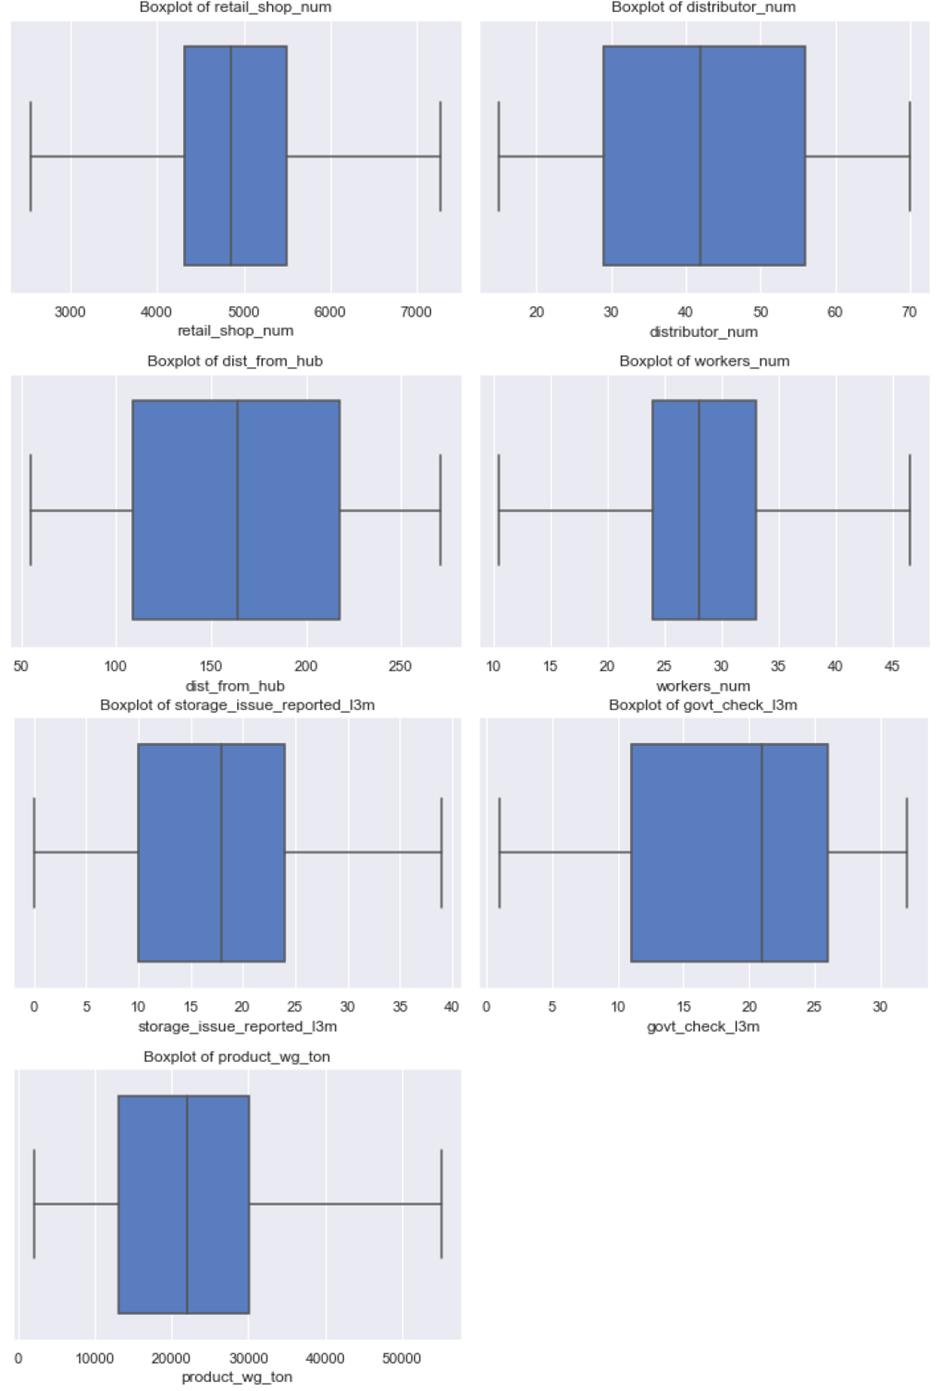 Boxplot of retail_shop_num
3000 4000 5000 6000 7000
retail_shop_num
Boxplot of distributor_num
20 30 40 50 60 70
distributor_num
Boxplot of dist_from_hub
50 100 150 200 250
dist_from_hub
Boxplot of workers_num
10 15 20 25 30 35 40 45
workers_num
Boxplot of storage_issue_reported_l3m
0 5 10 15 20 25 30 35 40
storage_issue_reported_l3m
Boxplot of govt_check_l3m
0 5 10 15 20 25 30
govt_check_l3m
Boxplot of product_wg_ton
0 10000 20000 30000 40000 50000
product_wg_ton